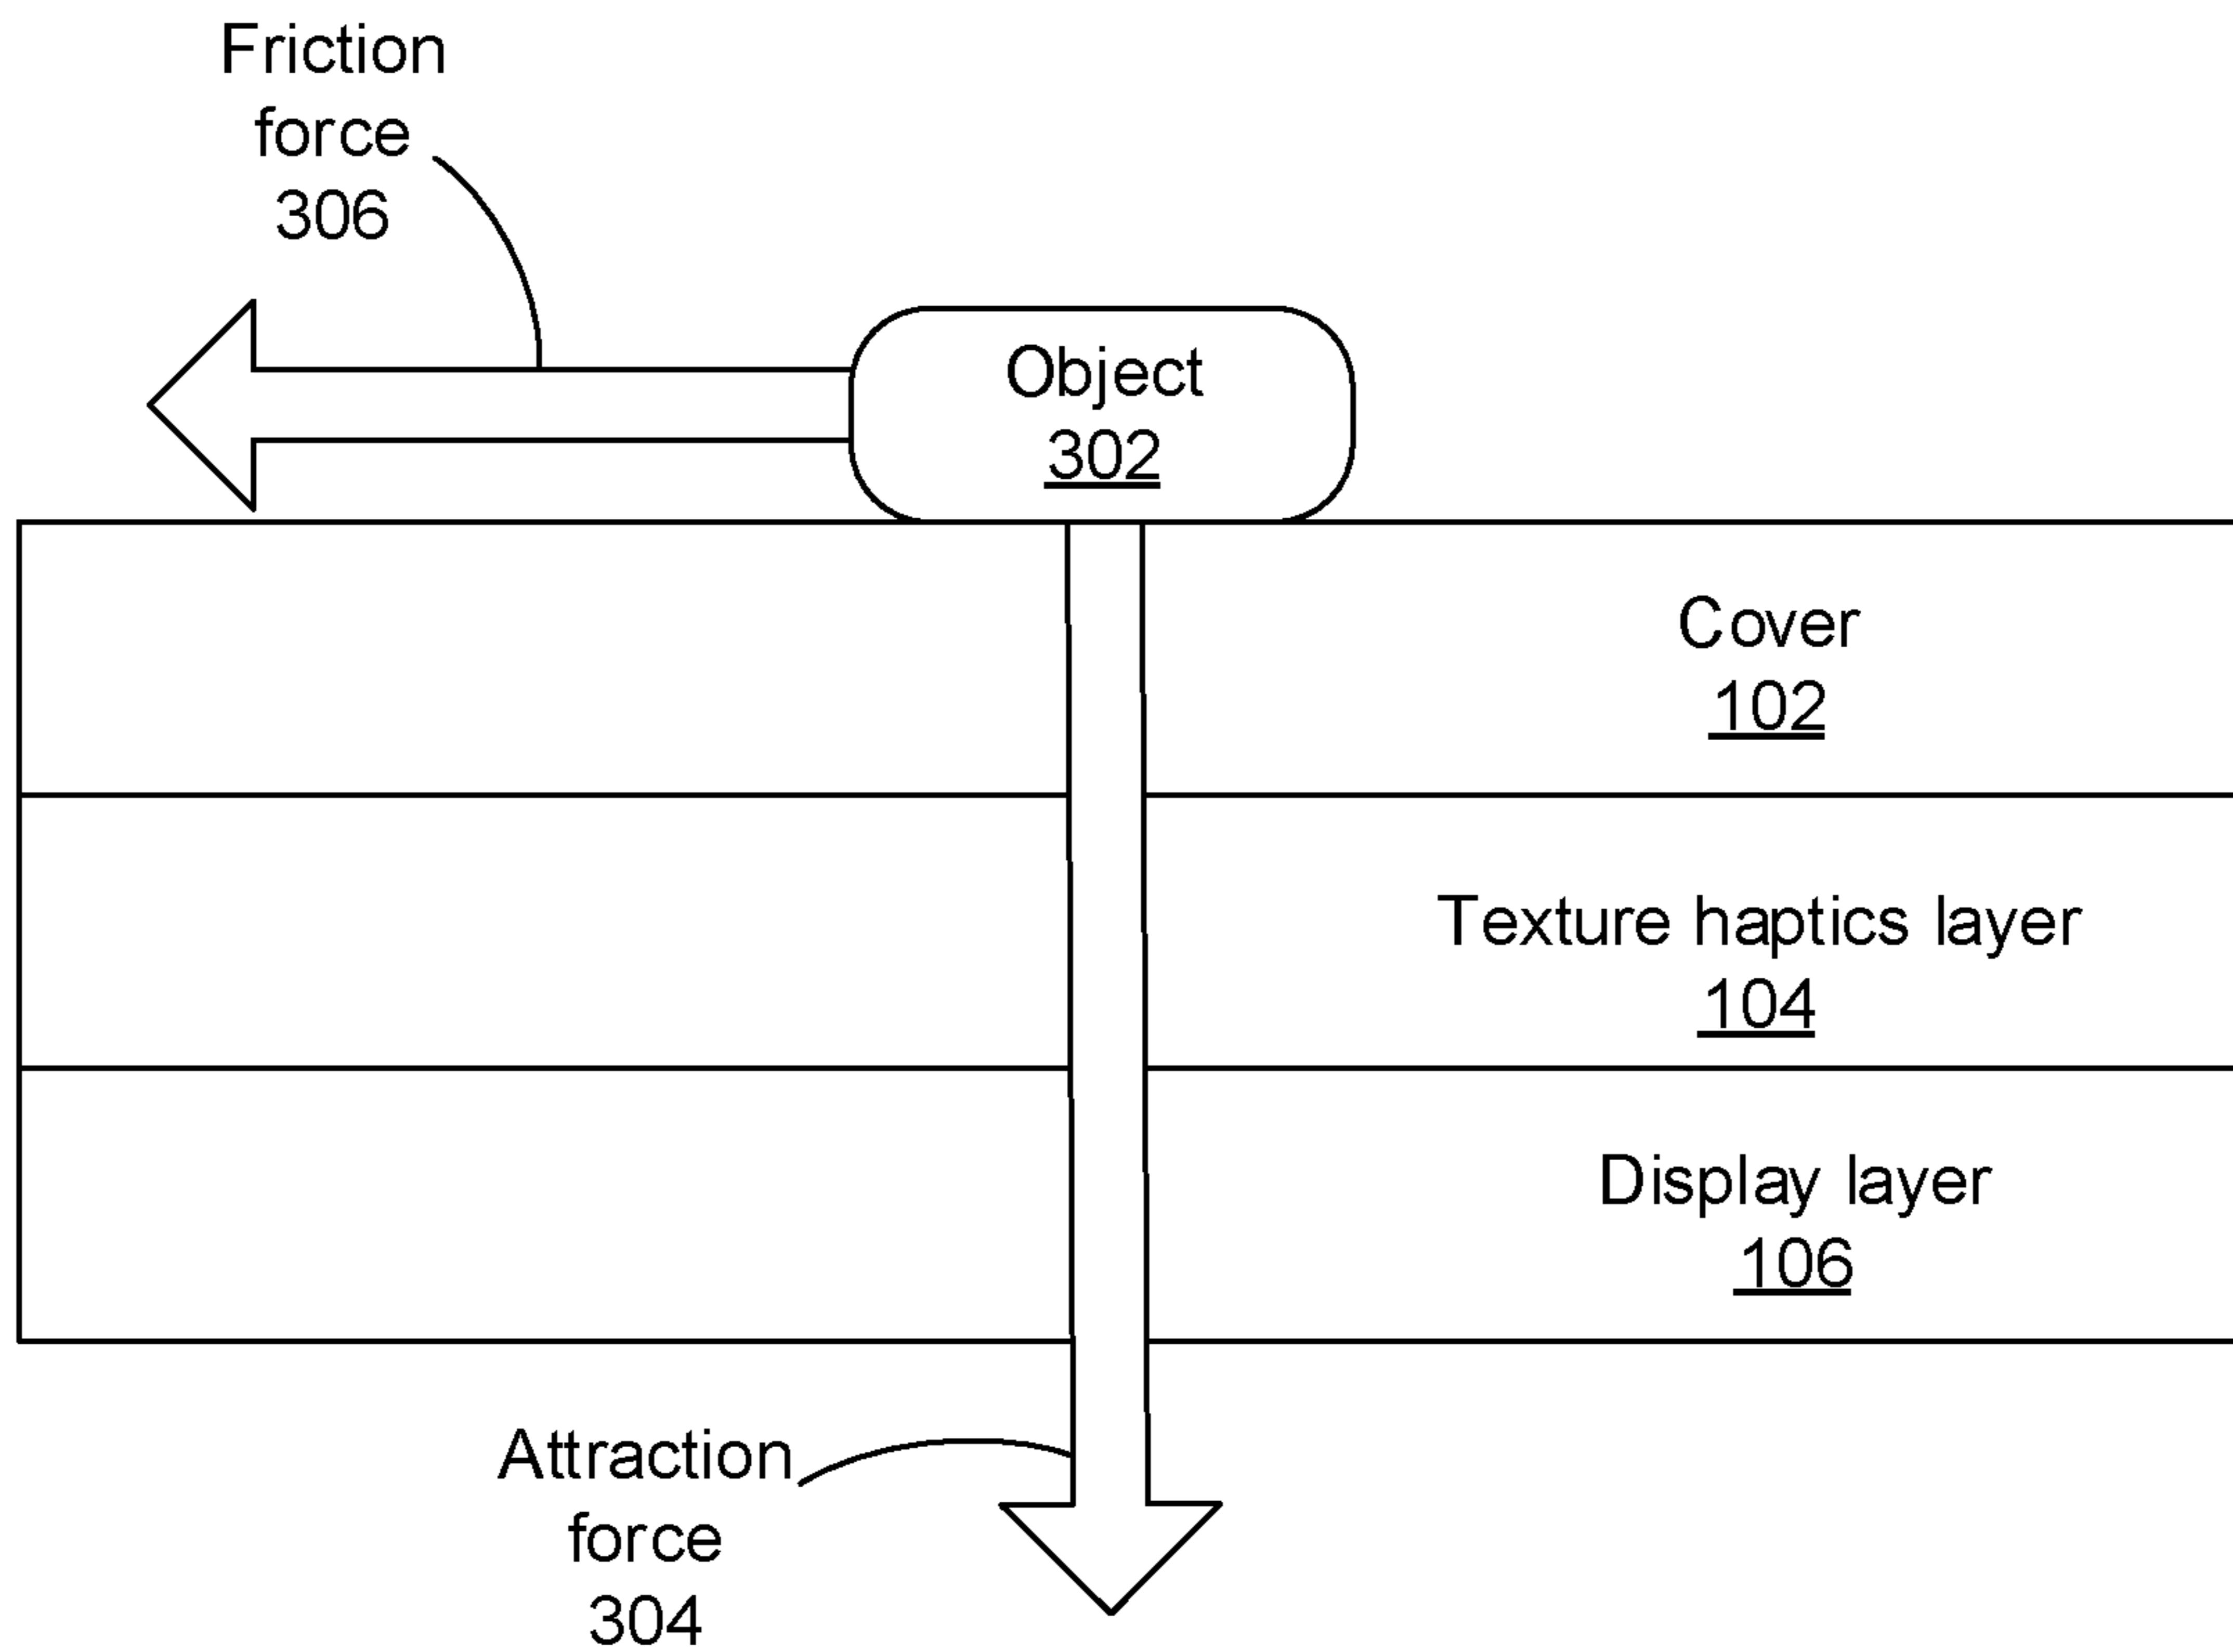 Friction
force
306
Object
302
Cover
102
Texture haptics layer
104
Display layer
106
Attraction
force
304